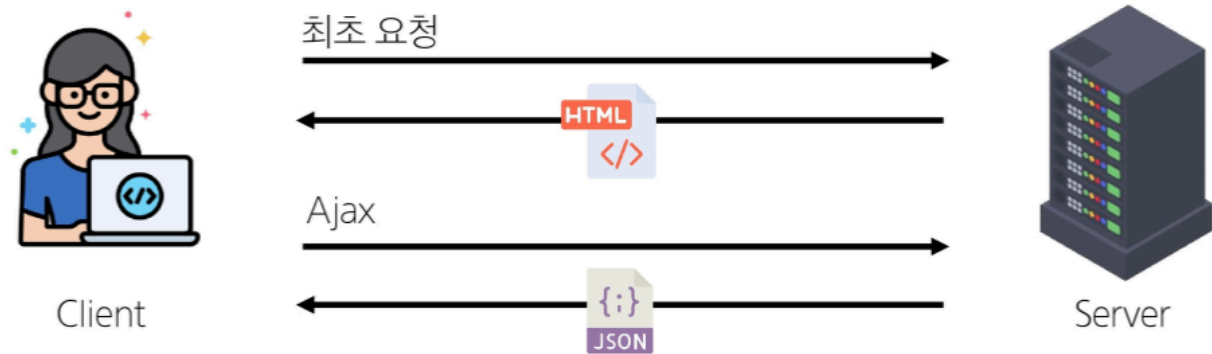 최초 요청
HTML
</>
</>
Ajax
{;}
JSON
Client
Server